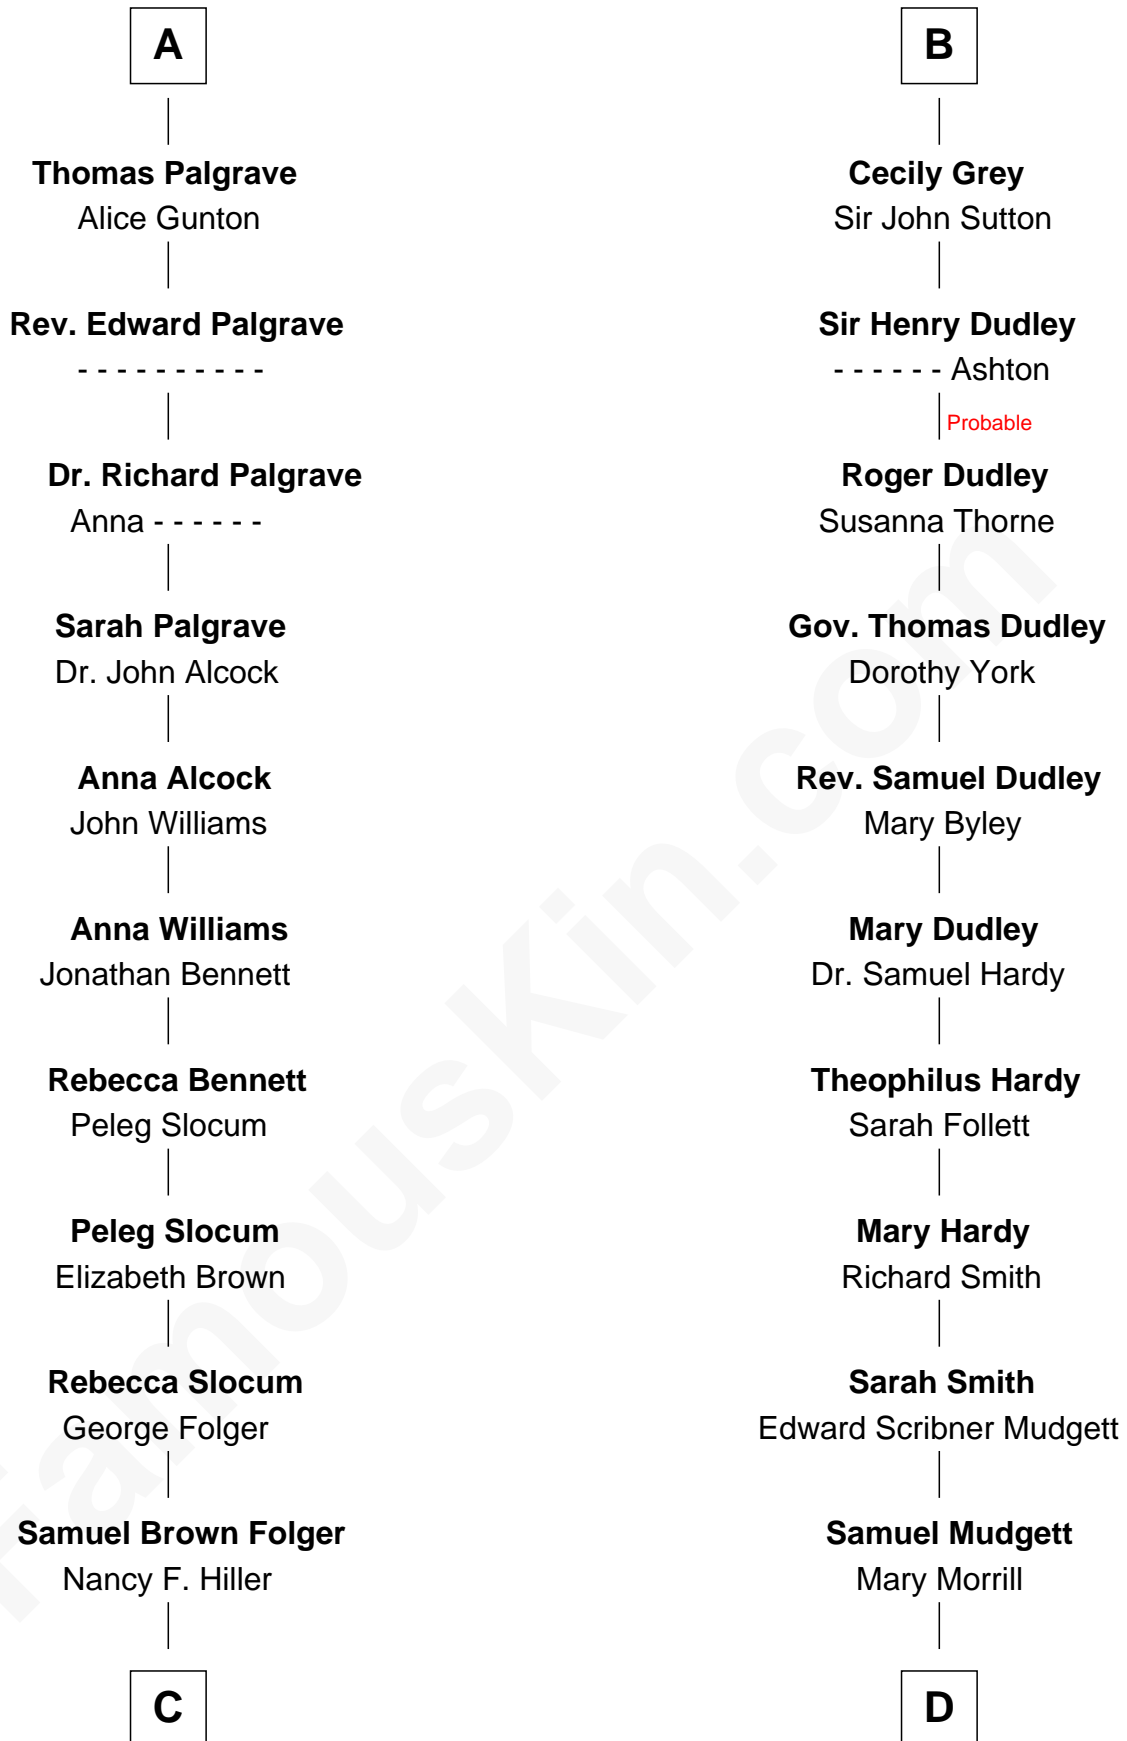 A
Thomas Palgrave
Alice Gunton
Rev. Edward Palgrave
- - - - - - - - - -
Dr. Richard Palgrave
Anna - - - - - -
Sarah Palgrave
Dr. John Alcock
Anna Alcock
John Williams
Anna Williams
Jonathan Bennett
Rebecca Bennett
Peleg Slocum
Peleg Slocum
Elizabeth Brown
Rebecca Slocum
George Folger
Samuel Brown Folger
Nancy F. Hiller
C
B
Cecily Grey
Sir John Sutton
Sir Henry Dudley
- - - - - - Ashton
Probable
Roger Dudley
Susanna Thorne
Gov. Thomas Dudley
Dorothy York
Rev. Samuel Dudley
Mary Byley
Mary Dudley
Dr. Samuel Hardy
Theophilus Hardy
Sarah Follett
Mary Hardy
Richard Smith
Sarah Smith
Edward Scribner Mudgett
Samuel Mudgett
Mary Morrill
D
FamousKin.com